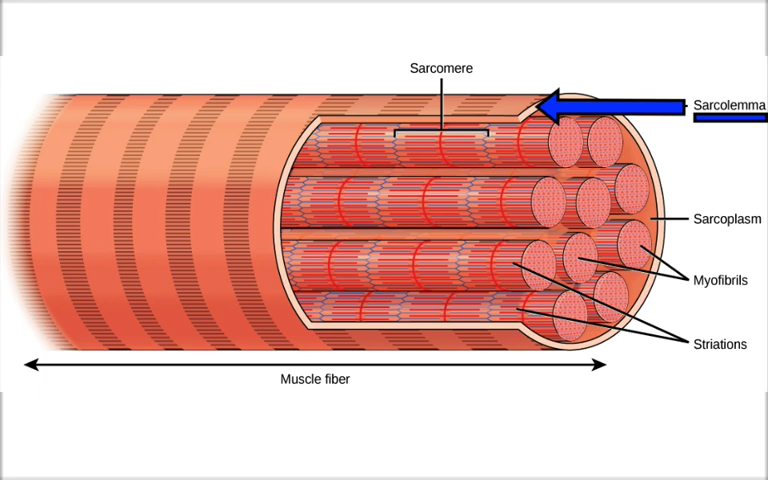 Sarcomere
Sarcolemma
Sarcoplasm
Myofibrils
Striations
Muscle fiber